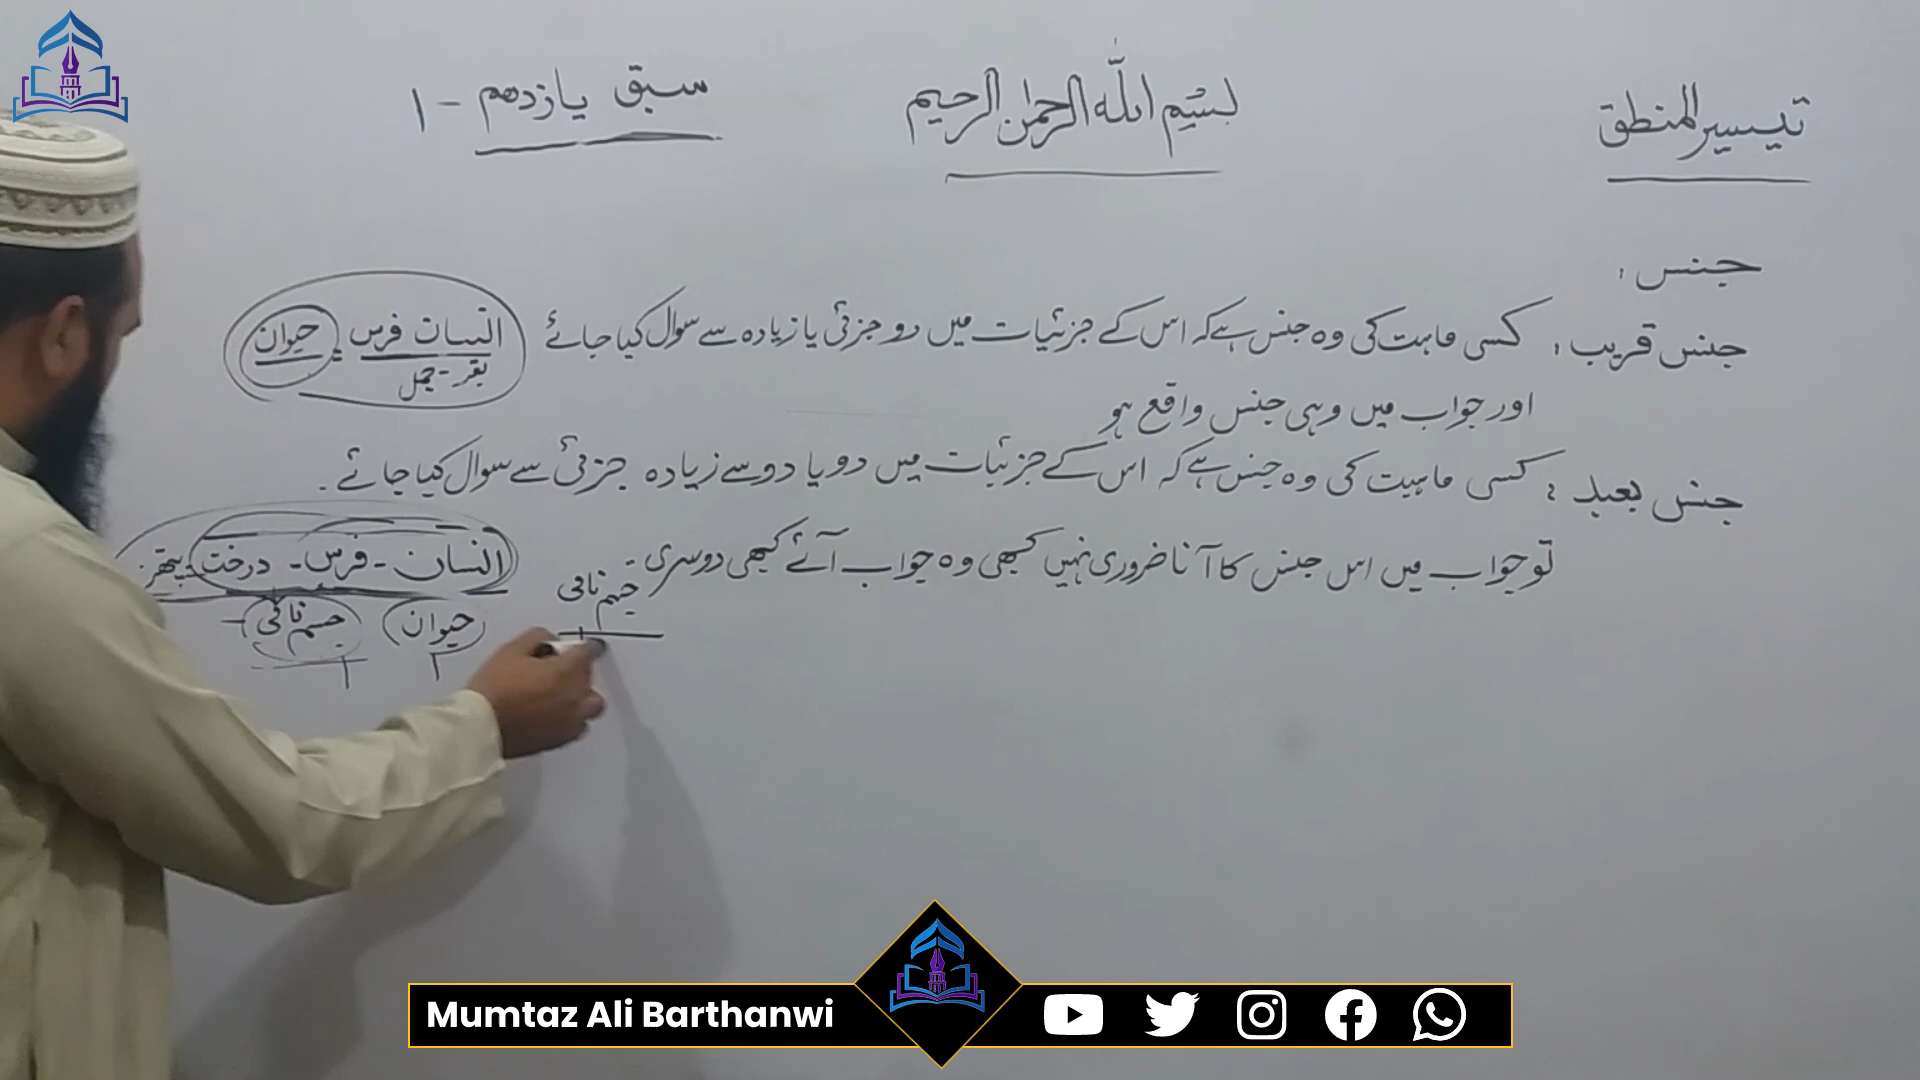 تیسیر المنطق
بسم اللہ الرحمٰن الرحیم
سبق یازدهم - ۱
جنس :
جنس قریب : کسی ماہت کی وہ جنس ہے کہ اس کے جزئیات میں دو جزئی یا زیادہ سے سوال کیا جائے
اور جواب میں وہی جنس واقع ہو
انسان فرس = حیوان
بقر - جمل
جنس بعید : کسی ماہیت کی وہ جنس ہے کہ اس کے جزئیات میں دو یا دو سے زیادہ جزئی سے سوال کیا جائے .
تو جواب میں اس جنس کا آنا ضروری نہیں کبھی وہ جواب آئے کبھی دوسری -
انسان - فرس - درخت - پتھر
حیوان
جسم نامی -
جسم نامی
Mumtaz Ali Barthanwi